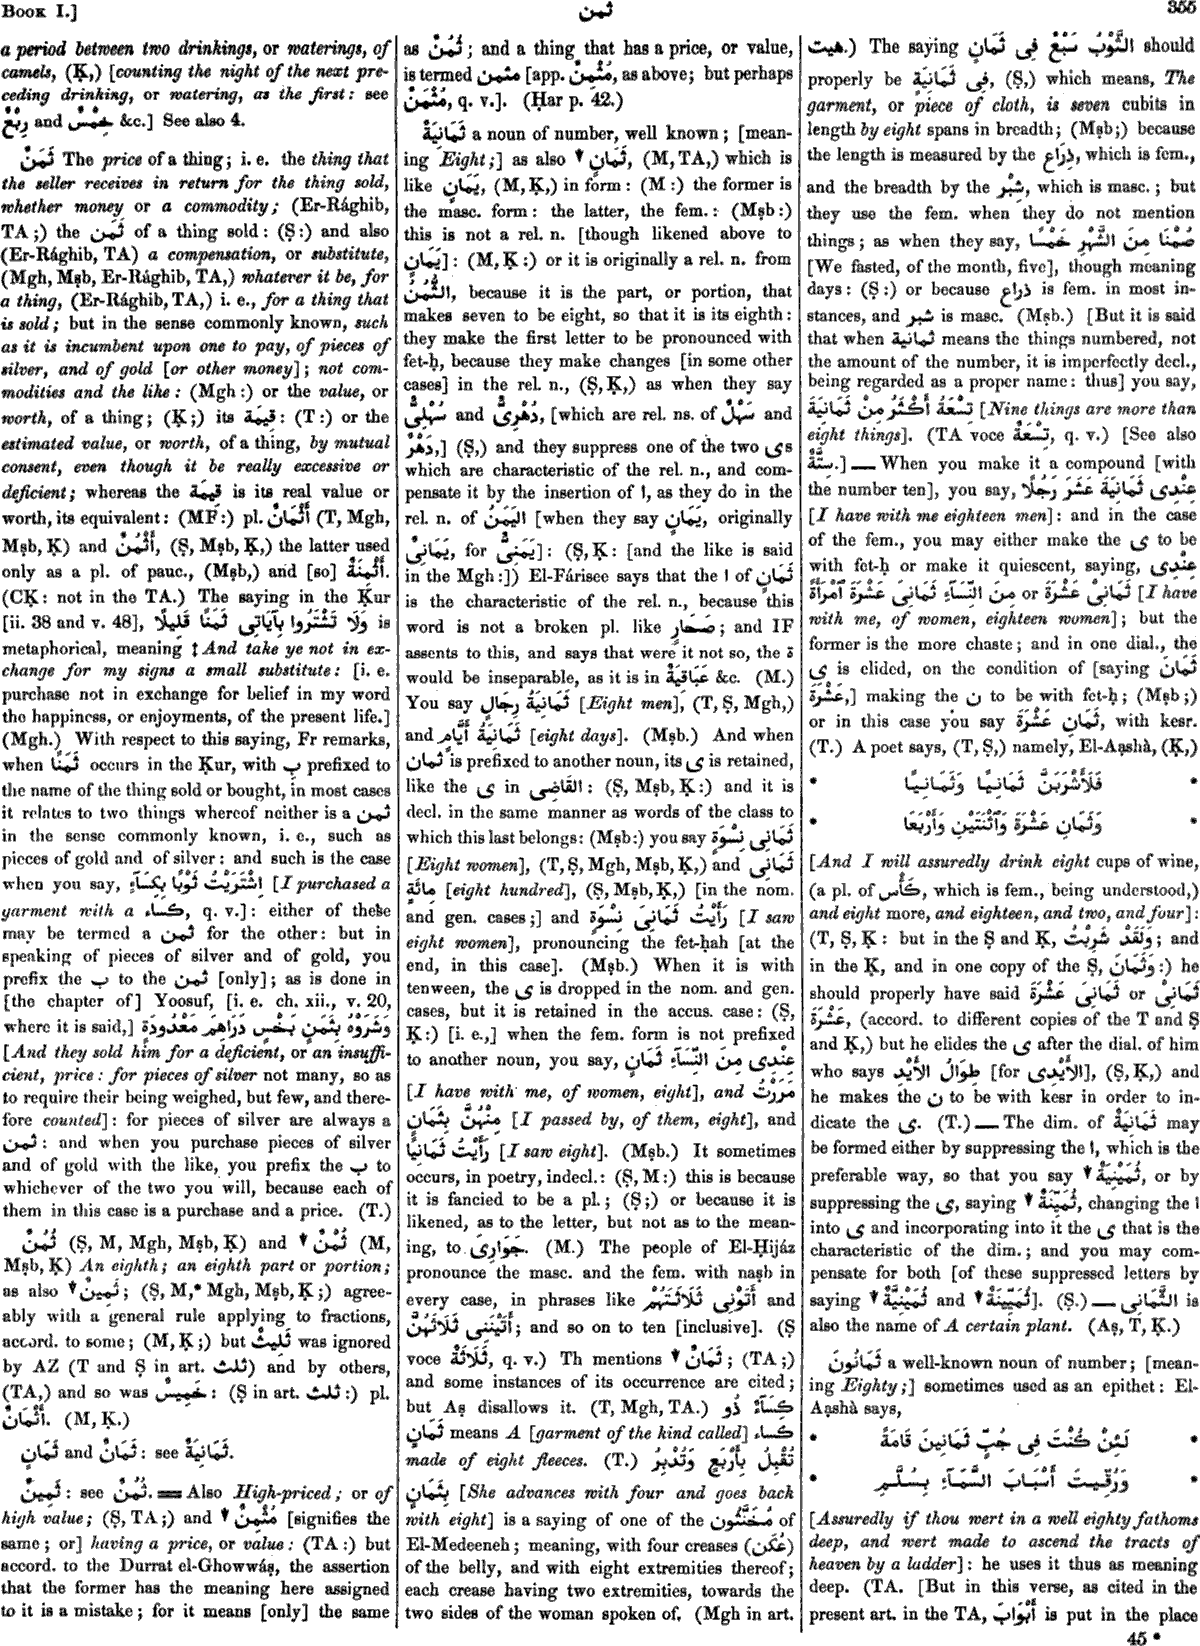 Book I.]
ثمن
355
a period between two drinkings, or waterings, of
camels, (Ḳ,) [counting the night of the next pre-
ceding drinking, or watering, as the first: see
رِبْعٌ and خِمْسٌ &c.] See also 4.
ثَمَنٌ The price of a thing; i. e. the thing that
the seller receives in return for the thing sold,
whether money or a commodity; (Er-Rághib,
TA;) the ثَمَن of a thing sold: (Ṣ:) and also
(Er-Rághib, TA) a compensation, or substitute,
(Mgh, Mṣb, Er-Rághib, TA,) whatever it be, for
a thing, (Er-Rághib, TA,) i. e., for a thing that
is sold; but in the sense commonly known, such
as it is incumbent upon one to pay, of pieces of
silver, and of gold [or other money]; not com-
modities and the like: (Mgh:) or the value, or
worth, of a thing; (Ḳ;) its قِيمَة: (T:) or the
estimated value, or worth, of a thing, by mutual
consent, even though it be really excessive or
deficient; whereas the قِيمَة is its real value or
worth, its equivalent: (MF:) pl. أَثْمَانٌ (T, Mgh,
Mṣb, Ḳ) and أَثْمُنٌ, (Ṣ, Mṣb, Ḳ,) the latter used
only as a pl. of pauc., (Mṣb,) and [so] أَثْمِنَةٌ.
(CḲ: not in the TA.) The saying in the Ḳur
[ii. 38 and v. 48], وَلَا تَشْتَرُوا بِآيَاتِى ثَمَنًا قَلِيلًا is
metaphorical, meaning ‡ And take ye not in ex-
change for my signs a small substitute: [i. e.
purchase not in exchange for belief in my word
the happiness, or enjoyments, of the present life.]
(Mgh.) With respect to this saying, Fr remarks,
when ثَمَنًا occurs in the Ḳur, with ب prefixed to
the name of the thing sold or bought, in most cases
it relates to two things whereof neither is a ثمن
in the sense commonly known, i. e., such as
pieces of gold and of silver: and such is the case
when you say, اِشْتَرَيْتُ ثَوْبًا بِكِسَآءٍ [I purchased a
garment with a كساء, q. v.]: either of these
may be termed a ثمن for the other: but in
speaking of pieces of silver and of gold, you
prefix the ب to the ثمن [only]; as is done in
[the chapter of] Yoosuf, [i. e. ch. xii., v. 20,
where it is said,] وَشَرَوْهُ بِثَمَنٍ بَخْسٍ دَرَاهِمَ مَعْدُودَةٍ
[And they sold him for a deficient, or an insuffi-
cient, price: for pieces of silver not many, so as
to require their being weighed, but few, and there-
fore counted]: for pieces of silver are always a
ثمن: and when you purchase pieces of silver
and of gold with the like, you prefix the ب to
whichever of the two you will, because each of
them in this case is a purchase and a price. (T.)
ثُمُنٌ (Ṣ, M, Mgh, Mṣb, Ḳ) and ▼ ثُمْنٌ (M,
Mṣb, Ḳ) An eighth; an eighth part or portion;
as also ▼ ثَمِينٌ; (Ṣ, M,* Mgh, Mṣb, Ḳ;) agree-
ably with a general rule applying to fractions,
accord. to some; (M, Ḳ;) but ثَلِيثٌ was ignored
by AZ (T and Ṣ in art. ثلث) and by others,
(TA,) and so was خَمِيسٌ: (Ṣ in art. ثلث:) pl.
أَثْمَانٌ. (M, Ḳ.)
ثَمَانٍ and ثَمَانٌ: see ثَمَانِيَةٌ.
ثَمِينٌ: see ثُمُنٌ. = Also High-priced; or of
high value; (Ṣ, TA;) and ▼ مُثْمِنٌ [signifies the
same; or] having a price, or value: (TA:) but
accord. to the Durrat el-Ghowwáṣ, the assertion
that the former has the meaning here assigned
to it is a mistake; for it means [only] the same
as ثُمُنٌ; and a thing that has a price, or value,
is termed مثمن [app. مُثْمِنٌ, as above; but perhaps
مُثْمَنٌ, q. v.]. (Ḥar p. 42.)
ثَمَانِيَةٌ a noun of number, well known; [mean-
ing Eight;] as also ▼ ثَمَانٍ, (M, TA,) which is
like يَمَانٍ, (M, Ḳ,) in form: (M:) the former is
the masc. form: the latter, the fem.: (Mṣb:)
this is not a rel. n. [though likened above to
يَمَانٍ]: (M, Ḳ:) or it is originally a rel. n. from
الثُّمُنُ, because it is the part, or portion, that
makes seven to be eight, so that it is its eighth:
they make the first letter to be pronounced with
fet-ḥ, because they make changes [in some other
cases] in the rel. n., (Ṣ, Ḳ,) as when they say
سُهْلِىٌّ and دُهْرِىٌّ, [which are rel. ns. of سَهْلٌ and
دَهْرٌ,] (Ṣ,) and they suppress one of the two ىs
which are characteristic of the rel. n., and com-
pensate it by the insertion of ا, as they do in the
rel. n. of اليَمَنُ [when they say يَمَانٍ, originally
يَمَانِىٌ, for يَمَنِىٌّ]: (Ṣ, Ḳ: [and the like is said
in the Mgh:]) El-Fárisee says that the ا of ثَمَانٍ
is the characteristic of the rel. n., because this
word is not a broken pl. like صَحَارٍ; and IF
assents to this, and says that were it not so, the ة
would be inseparable, as it is in عَبَاقِيَةٌ &c. (M.)
You say ثَمَانِيَةُ رِجَالٍ [Eight men], (T, Ṣ, Mgh,)
and ثَمَانِيَةُ أَيَّامٍ [eight days]. (Mṣb.) And when
ثَمَان is prefixed to another noun, its ى is retained,
like the ى in القَاضِى: (Ṣ, Mṣb, Ḳ:) and it is
decl. in the same manner as words of the class to
which this last belongs: (Mṣb:) you say ثَمَانِى نِسْوَةٍ
[Eight women], (T, Ṣ, Mgh, Mṣb, Ḳ,) and ثَمَانِى
مِائَةٍ [eight hundred], (Ṣ, Mṣb, Ḳ,) [in the nom.
and gen. cases;] and رَأَيْتُ ثَمَانِىَ نِسْوَةٍ [I saw
eight women], pronouncing the fet-ḥah [at the
end, in this case]. (Mṣb.) When it is with
tenween, the ى is dropped in the nom. and gen.
cases, but it is retained in the accus. case: (Ṣ,
Ḳ:) [i. e.,] when the fem. form is not prefixed
to another noun, you say, عِنْدِى مِنَ النِّسَآءِ ثَمَانٍ
[I have with me, of women, eight], and مَرَرْتُ
مِنْهُنَّ بِثَمَانٍ [I passed by, of them, eight], and
رَأَيْتُ ثَمَانِيًا [I saw eight]. (Mṣb.) It sometimes
occurs, in poetry, indecl.: (Ṣ, M:) this is because
it is fancied to be a pl.; (Ṣ;) or because it is
likened, as to the letter, but not as to the mean-
ing, to جَوَارِىَ. (M.) The people of El-Ḥijáz
pronounce the masc. and the fem. with naṣb in
every case, in phrases like أَتَوْنِى ثَلَاثَتَهُمْ and
أَتَيْنَنِى ثَلَاثَهُنَّ; and so on to ten [inclusive]. (Ṣ
voce ثَلَاثَةٌ, q. v.) Th mentions ▼ ثَمَانٌ; (TA;)
and some instances of its occurrence are cited;
but Aṣ disallows it. (T, Mgh, TA.) كِسَآءٌ ذُو
ثَمَانٍ means A [garment of the kind called] كساء
made of eight fleeces. (T.) تُقْبِلُ بِأَرْبَعٍ وَتُدْبِرُ
بِثَمَانٍ [She advances with four and goes back
with eight] is a saying of one of the مُخَنَّثُون of
El-Medeeneh; meaning, with four creases (عُكَن)
of the belly, and with eight extremities thereof;
each crease having two extremities, towards the
two sides of the woman spoken of. (Mgh in art.
هيت.) The saying الثَّوْبُ سَبْعٌ فِى ثَمَانٍ should
properly be فِى ثَمَانِيَةٍ, (Ṣ,) which means, The
garment, or piece of cloth, is seven cubits in
length by eight spans in breadth; (Mṣb;) because
the length is measured by the ذِرَاع, which is fem.,
and the breadth by the شِبْر, which is masc.; but
they use the fem. when they do not mention
things; as when they say, صُمْنَا مِنَ الشَّهْرِ خَمْسًا
[We fasted, of the month, five], though meaning
days: (Ṣ:) or because ذراع is fem. in most in-
stances, and شبر is masc. (Mṣb.) [But it is said
that when ثمانية means the things numbered, not
the amount of the number, it is imperfectly decl.,
being regarded as a proper name: thus] you say,
تِسْعَةُ أَكْثَرُ مِنْ ثَمَانِيَةَ [Nine things are more than
eight things]. (TA voce تِسْعَةٌ, q. v.) [See also
سِتَّةٌ.] — When you make it a compound [with
the number ten], you say, عِنْدِى ثَمَانِيَةَ عَشَرَ رَجُلًا
[I have with me eighteen men]: and in the case
of the fem., you may either make the ى to be
with fet-ḥ or make it quiescent, saying, عِنْدِى
مِنَ النِّسَآءِ ثَمَانِىَ عَشْرَةَ ٱمْرَأَةً or ثَمَانِىْ عَشْرَةَ [I have
with me, of women, eighteen women]; but the
former is the more chaste; and in one dial., the
ى is elided, on the condition of [saying ثَمَانَ
عَشْرَةَ,] making the ن to be with fet-ḥ; (Mṣb;)
or in this case you say ثَمَانِ عَشْرَةَ, with kesr.
(T.) A poet says, (T, Ṣ,) namely, El-Aạshà, (Ḳ,)
* فَلَأَشْرَبَنَّ ثَمَانِيًا وَثَمَانِيًا *
* وَثَمَانِ عَشْرَةَ وَٱثْنَتَيْنِ وَأَرْبَعَا *
[And I will assuredly drink eight cups of wine,
(a pl. of كَأْس, which is fem., being understood,)
and eight more, and eighteen, and two, and four]:
(T, Ṣ, Ḳ: but in the Ṣ and Ḳ, وَلَقَدْ شَرِبْتُ; and
in the Ḳ, and in one copy of the Ṣ, وَثَمَانَ:) he
should properly have said ثَمَانِىَ عَشْرَةَ or ثَمَانِىْ
عَشْرَةَ, (accord. to different copies of the T and Ṣ
and Ḳ,) but he elides the ى after the dial. of him
who says طِوَالُ الأَيْدِ [for الأَيْدِى], (Ṣ, Ḳ,) and
he makes the ن to be with kesr in order to in-
dicate the ى. (T.) — The dim. of ثَمَانِيَةٌ may
be formed either by suppressing the ا, which is the
preferable way, so that you say ▼ ثُمَيْنِيَةٌ, or by
suppressing the ى, saying ▼ ثُمَيِّنَةٌ, changing the ا
into ى and incorporating into it the ى that is the
characteristic of the dim.; and you may com-
pensate for both [of these suppressed letters by
saying ▼ ثُمَيْنِيَّةٌ and ▼ ثُمَيِّينَةٌ]. (Ṣ.) — الثَّمَانِى is
also the name of A certain plant. (Aṣ, T, Ḳ.)
ثَمَانُونَ a well-known noun of number; [mean-
ing Eighty;] sometimes used as an epithet: El-
Aạshà says,
* لَئِنْ كُنْتَ فِى جُبٍّ ثَمَانِينَ قَامَةً *
* وَرُقِّيتَ أَسْبَابَ السَّمَآءِ بِسُلَّمِ *
[Assuredly if thou wert in a well eighty fathoms
deep, and wert made to ascend the tracts of
heaven by a ladder]: he uses it thus as meaning
deep. (TA. [But in this verse, as cited in the
present art. in the TA, أَبْوَابَ is put in the place
45 *